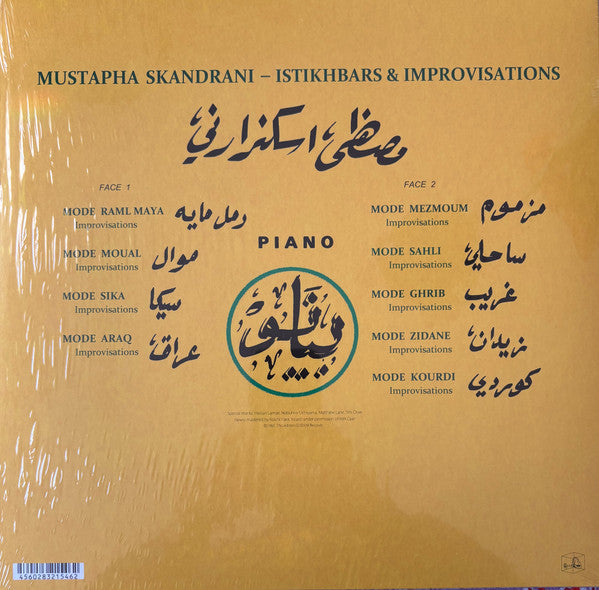 MUSTAPHA SKANDRANI – ISTIKHBARS & IMPROVISATIONS
مصطفى اسكندراني
FACE 1
MODE RAML MAYA رمل مايه
Improvisations
MODE MOUAL موال
Improvisations
MODE SIKA سيكا
Improvisations
MODE ARAQ عراق
Improvisations
PIANO
بيانو
FACE 2
MODE MEZMOUM مزموم
Improvisations
MODE SAHLI ساحلي
Improvisations
MODE GHRIB غريب
Improvisations
MODE ZIDANE زيدان
Improvisations
MODE KOURDI كوردي
Improvisations
4560283215462